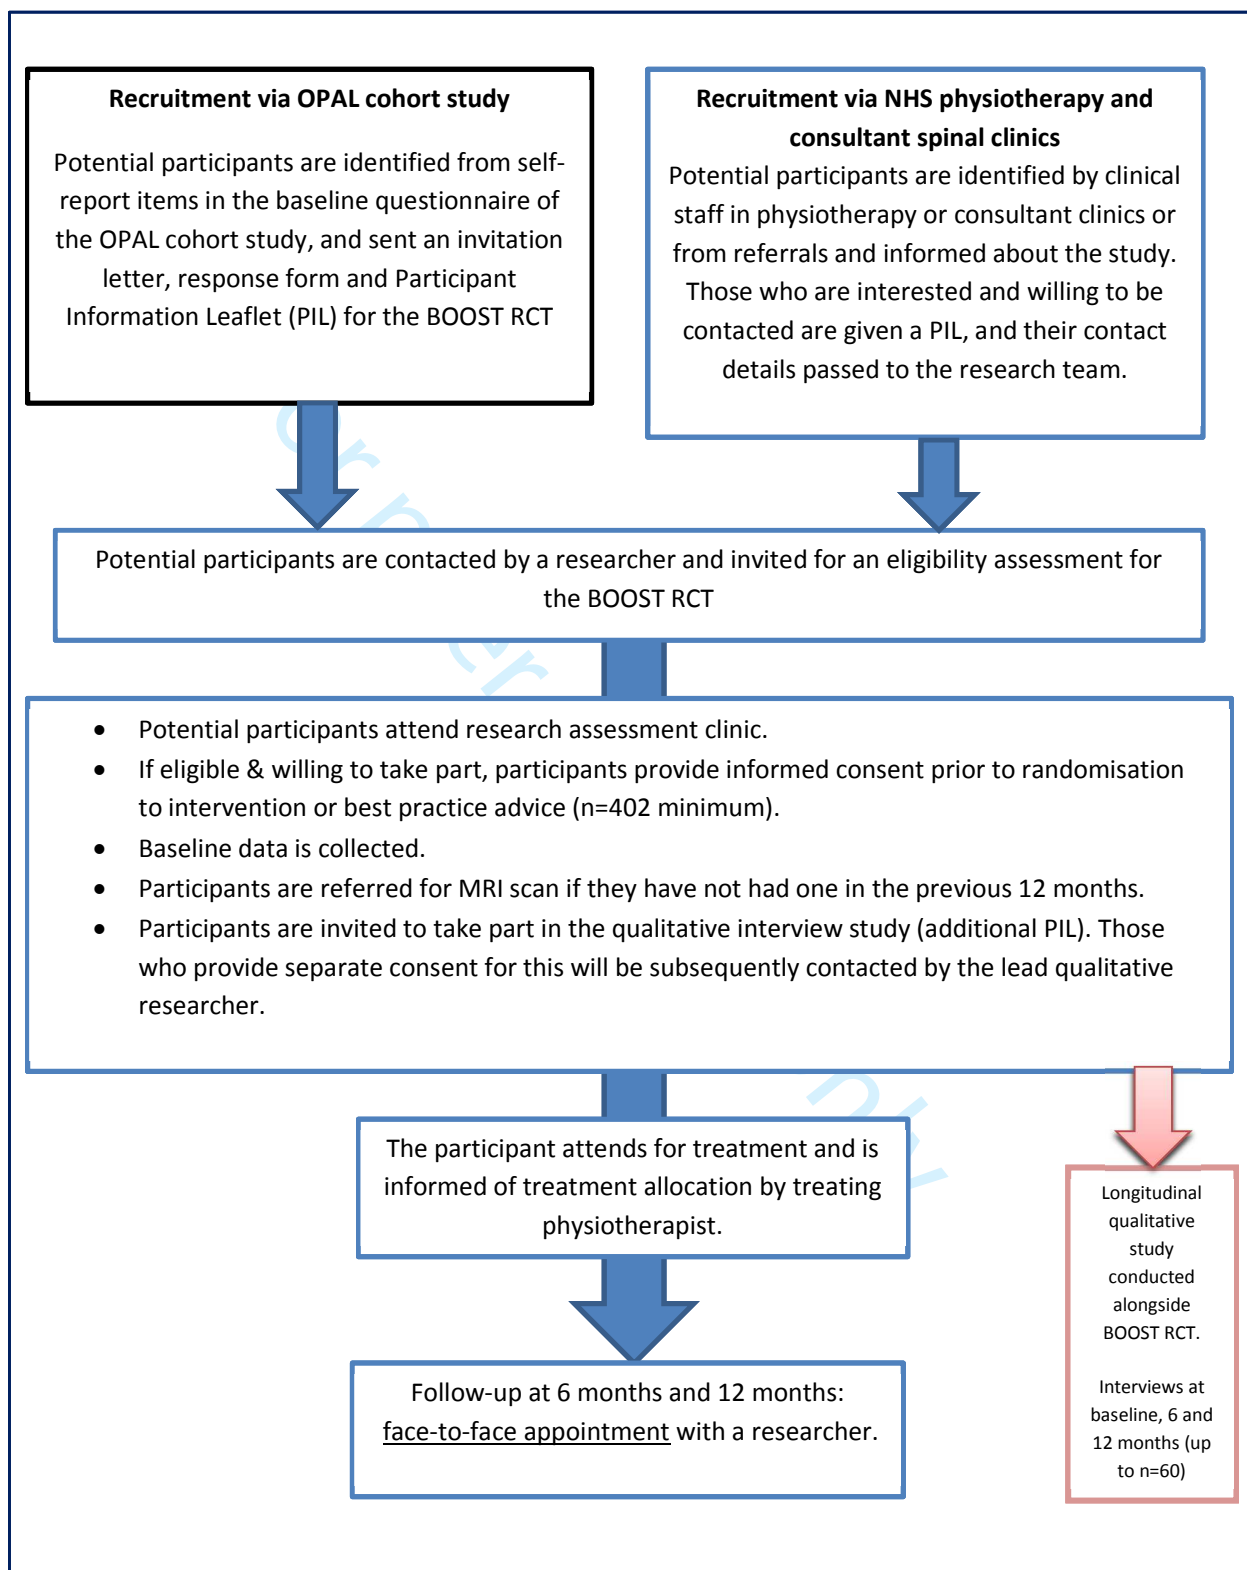 Recruitment via OPAL cohort study
Potential participants are identified from self-
report items in the baseline questionnaire of
the OPAL cohort study, and sent an invitation
letter, response form and Participant
Information Leaflet (PIL) for the BOOST RCT
Recruitment via NHS physiotherapy and
consultant spinal clinics
Potential participants are identified by clinical
staff in physiotherapy or consultant clinics or
from referrals and informed about the study.
Those who are interested and willing to be
contacted are given a PIL, and their contact
details passed to the research team.
Potential participants are contacted by a researcher and invited for an eligibility assessment for
the BOOST RCT
• Potential participants attend research assessment clinic.
• If eligible & willing to take part, participants provide informed consent prior to randomisation
to intervention or best practice advice (n=402 minimum).
• Baseline data is collected.
• Participants are referred for MRI scan if they have not had one in the previous 12 months.
• Participants are invited to take part in the qualitative interview study (additional PIL). Those
who provide separate consent for this will be subsequently contacted by the lead qualitative
researcher.
The participant attends for treatment and is
informed of treatment allocation by treating
physiotherapist.
Follow-up at 6 months and 12 months:
face-to-face appointment with a researcher.
Longitudinal
qualitative
study
conducted
alongside
BOOST RCT.
Interviews at
baseline, 6 and
12 months (up
to n=60)